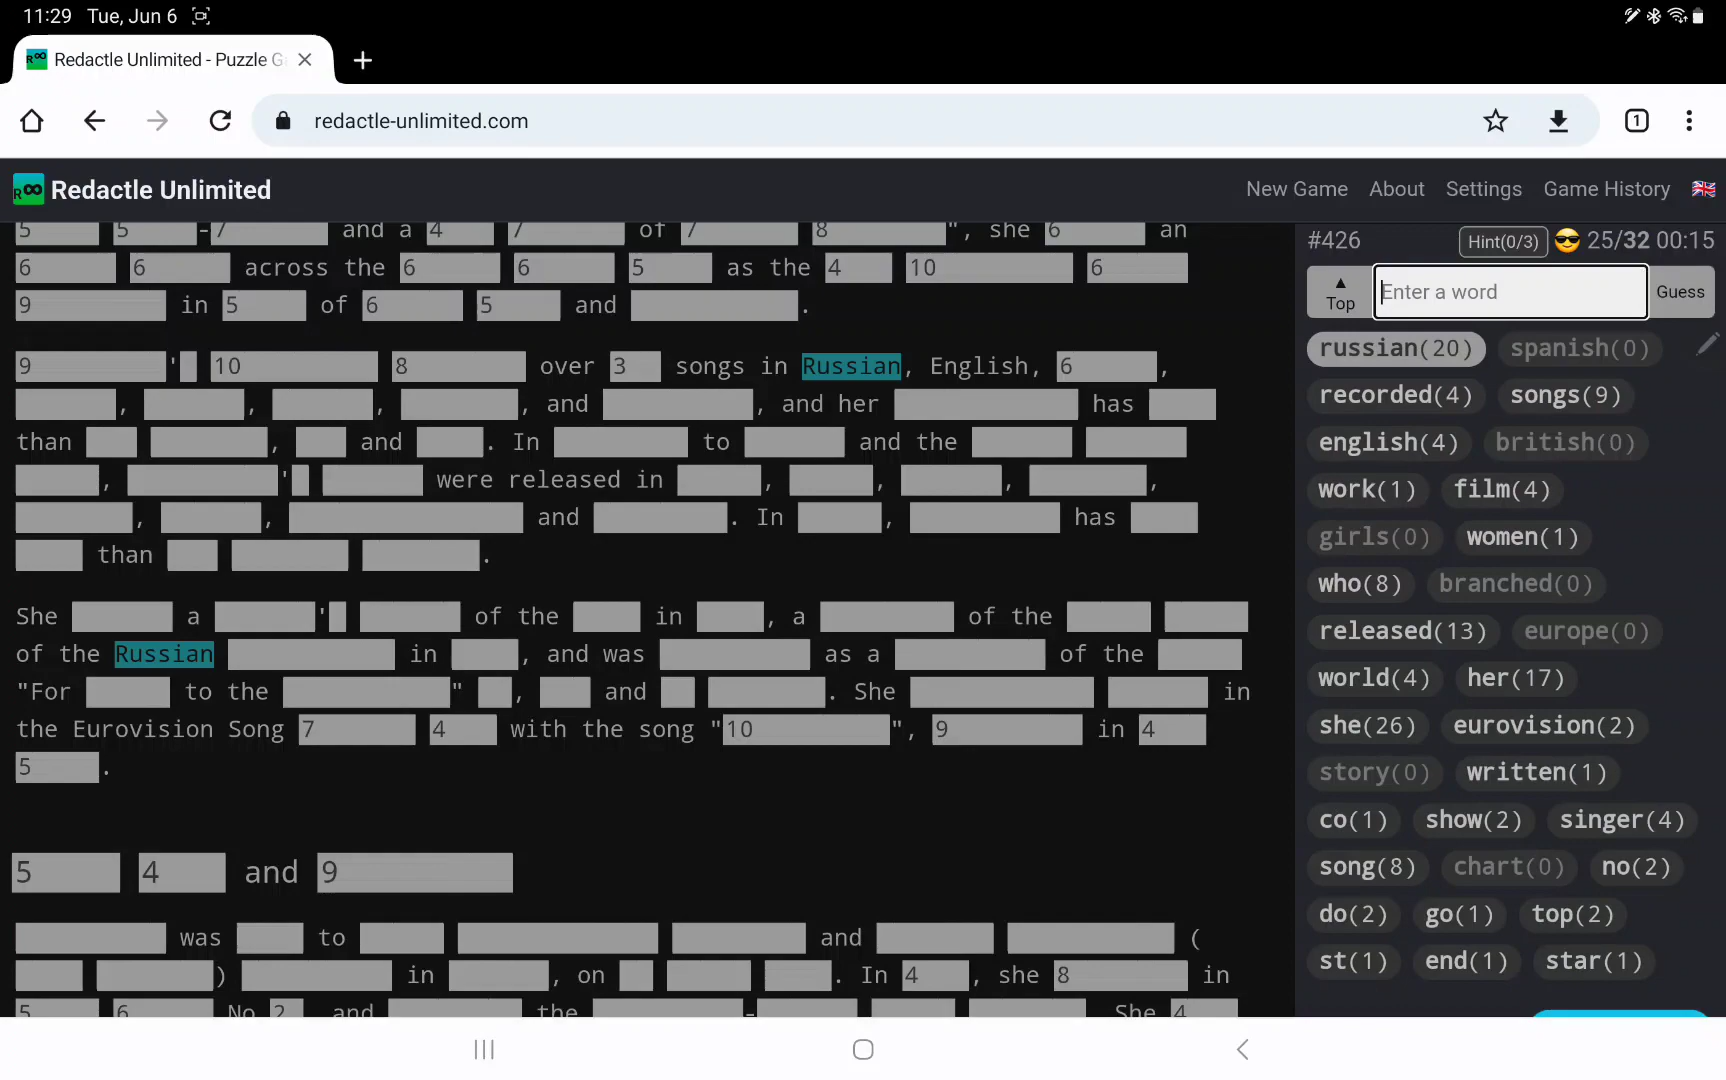 11:29 Tue, Jun 6
Redactle Unlimited - Puzzle G
redactle-unlimited.com 1
R∞ Redactle Unlimited New Game About Settings Game History
5 5-7 and a 4 7 of 7 8", she 6 an
6 6 across the 6 6 5 as the 4 10 6
9 in 5 of 6 5 and .
9' 10 8 over 3 songs in Russian, English, 6,
, , , , and , and her has
than , and . In to and the
, ' were released in , , , ,
, , and . In , has
than .
She a ' of the in , a of the
of the Russian in , and was as a of the
"For to the " , and . She in
the Eurovision Song 7 4 with the song "10", 9 in 4
5.
5 4 and 9
was to and (
) in , on . In 4, she 8 in
5 6 No 2 and the - . She 4
#426 Hint(0/3) 25/32 00:15
Top Enter a word Guess
russian(20) spanish(0)
recorded(4) songs(9)
english(4) british(0)
work(1) film(4)
girls(0) women(1)
who(8) branched(0)
released(13) europe(0)
world(4) her(17)
she(26) eurovision(2)
story(0) written(1)
co(1) show(2) singer(4)
song(8) chart(0) no(2)
do(2) go(1) top(2)
st(1) end(1) star(1)